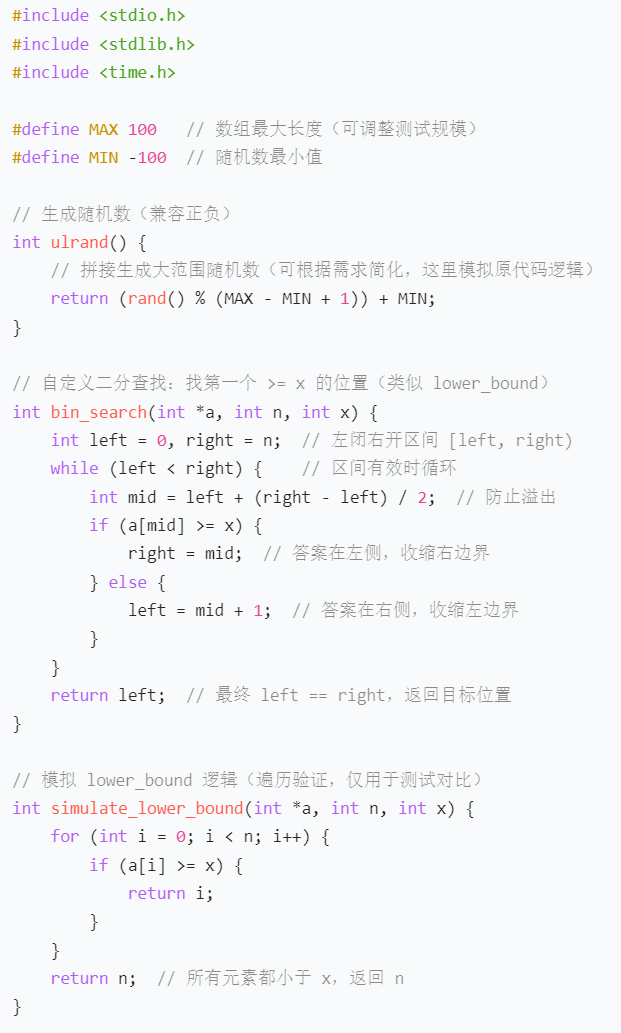 #include <stdio.h>
#include <stdlib.h>
#include <time.h>

#define MAX 100   // 数组最大长度（可调整测试规模）
#define MIN -100  // 随机数最小值

// 生成随机数（兼容正负）
int ulrand() {
    // 拼接生成大范围随机数（可根据需求简化，这里模拟原代码逻辑）
    return (rand() % (MAX - MIN + 1)) + MIN;
}

// 自定义二分查找：找第一个 >= x 的位置（类似 lower_bound）
int bin_search(int *a, int n, int x) {
    int left = 0, right = n;  // 左闭右开区间 [left, right)
    while (left < right) {    // 区间有效时循环
        int mid = left + (right - left) / 2;  // 防止溢出
        if (a[mid] >= x) {
            right = mid;  // 答案在左侧，收缩右边界
        } else {
            left = mid + 1;  // 答案在右侧，收缩左边界
        }
    }
    return left;  // 最终 left == right，返回目标位置
}

// 模拟 lower_bound 逻辑（遍历验证，仅用于测试对比）
int simulate_lower_bound(int *a, int n, int x) {
    for (int i = 0; i < n; i++) {
        if (a[i] >= x) {
            return i;
        }
    }
    return n;  // 所有元素都小于 x，返回 n
}